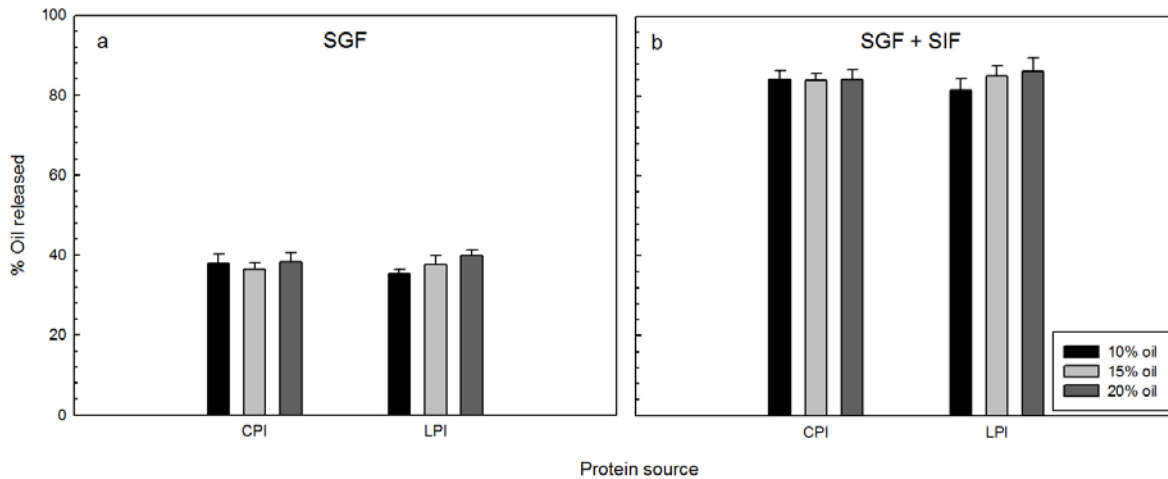 a
SGF
b
SGF + SIF
% Oil released
100
80
60
40
20
0
CPI
LPI
CPI
LPI
10% oil
15% oil
20% oil
Protein source